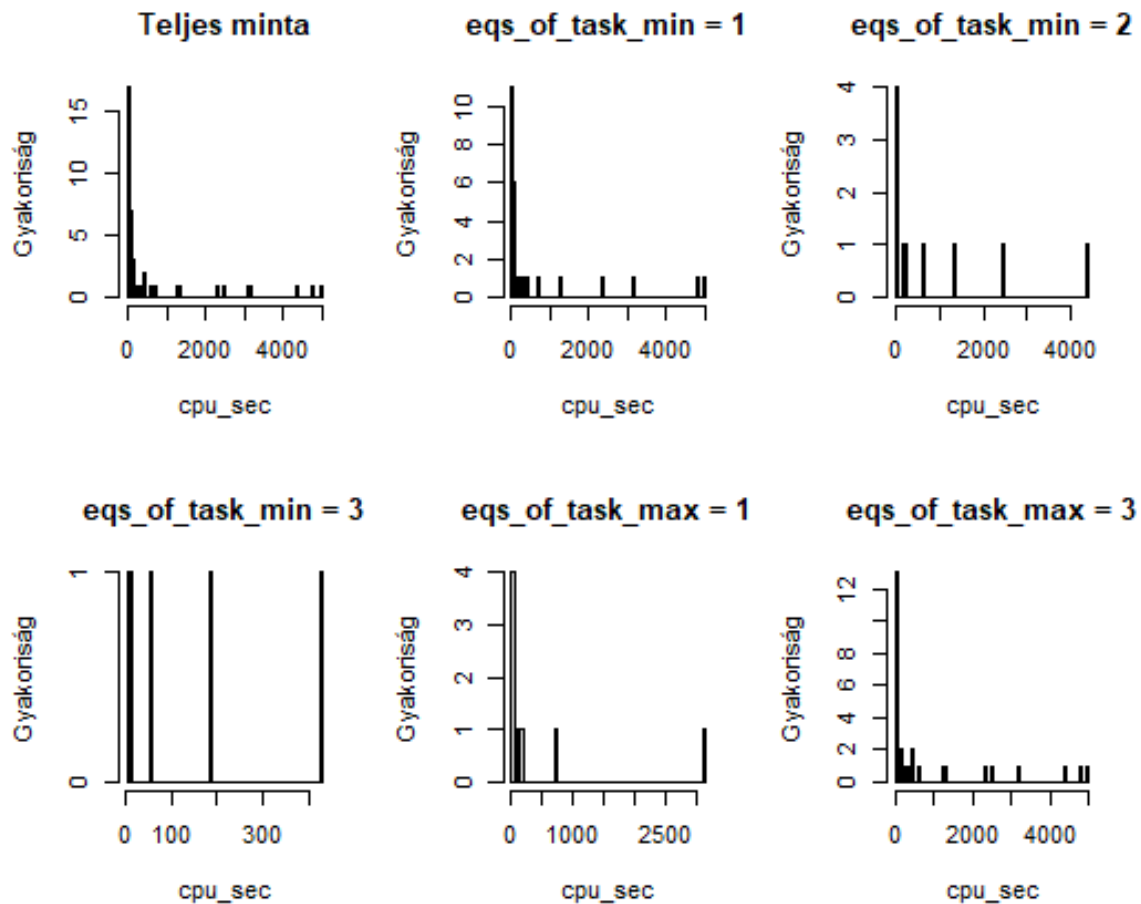 Teljes minta
Gyakoriság
0 5 10 15
0 2000 4000
cpu_sec
eqs_of_task_min = 1
Gyakoriság
0 2 4 6 8 10
0 2000 4000
cpu_sec
eqs_of_task_min = 2
Gyakoriság
0 1 2 3 4
0 2000 4000
cpu_sec
eqs_of_task_min = 3
Gyakoriság
0 1
0 100 300
cpu_sec
eqs_of_task_max = 1
Gyakoriság
0 1 2 3 4
0 1000 2500
cpu_sec
eqs_of_task_max = 3
Gyakoriság
0 2 4 6 8 12
0 2000 4000
cpu_sec